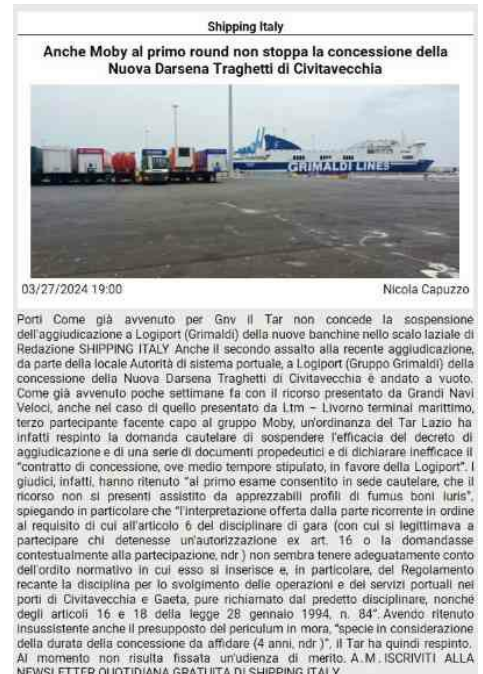 Shipping Italy
Anche Moby al primo round non stoppa la concessione della
Nuova Darsena Traghetti di Civitavecchia
GRIMALDI LINES
03/27/2024 19:00
Nicola Capuzzo
Porti Come già avvenuto per Gnv il Tar non concede la sospensione
dell'aggiudicazione a Logiport (Grimaldi) della nuove banchine nello scalo laziale di
Redazione SHIPPING ITALY Anche il secondo assalto alla recente aggiudicazione,
da parte della locale Autorità di sistema portuale, a Logiport (Gruppo Grimaldi) della
concessione della Nuova Darsena Traghetti di Civitavecchia è andato a vuoto.
Come già avvenuto poche settimane fa con il ricorso presentato da Grandi Navi
Veloci, anche nel caso di quello presentato da Ltm – Livorno terminal marittimo,
terzo partecipante facente capo al gruppo Moby, un'ordinanza del Tar Lazio ha
infatti respinto la domanda cautelare di sospendere l'efficacia del decreto di
aggiudicazione e di una serie di documenti propedeutici e di dichiarare inefficace il
"contratto di concessione, ove medio tempore stipulato, in favore della Logiport". I
giudici, infatti, hanno ritenuto "al primo esame consentito in sede cautelare, che il
ricorso non si presenti assistito da apprezzabili profili di fumus boni iuris",
spiegando in particolare che "l'interpretazione offerta dalla parte ricorrente in ordine
al requisito di cui all'articolo 6 del disciplinare di gara (con cui si legittimava a
partecipare chi detenesse un'autorizzazione ex art. 16 o la domandasse
contestualmente alla partecipazione, ndr ) non sembra tenere adeguatamente conto
dell'ordito normativo in cui esso si inserisce e, in particolare, del Regolamento
recante la disciplina per lo svolgimento delle operazioni e dei servizi portuali nei
porti di Civitavecchia e Gaeta, pure richiamato dal predetto disciplinare, nonché
degli articoli 16 e 18 della legge 28 gennaio 1994, n. 84". Avendo ritenuto
insussistente anche il presupposto del periculum in mora, "specie in considerazione
della durata della concessione da affidare (4 anni, ndr )", il Tar ha quindi respinto.
Al momento non risulta fissata un'udienza di merito. A.M. ISCRIVITI ALLA
NEWSLETTER QUOTIDIANA GRATUITA DI SHIPPING ITALY